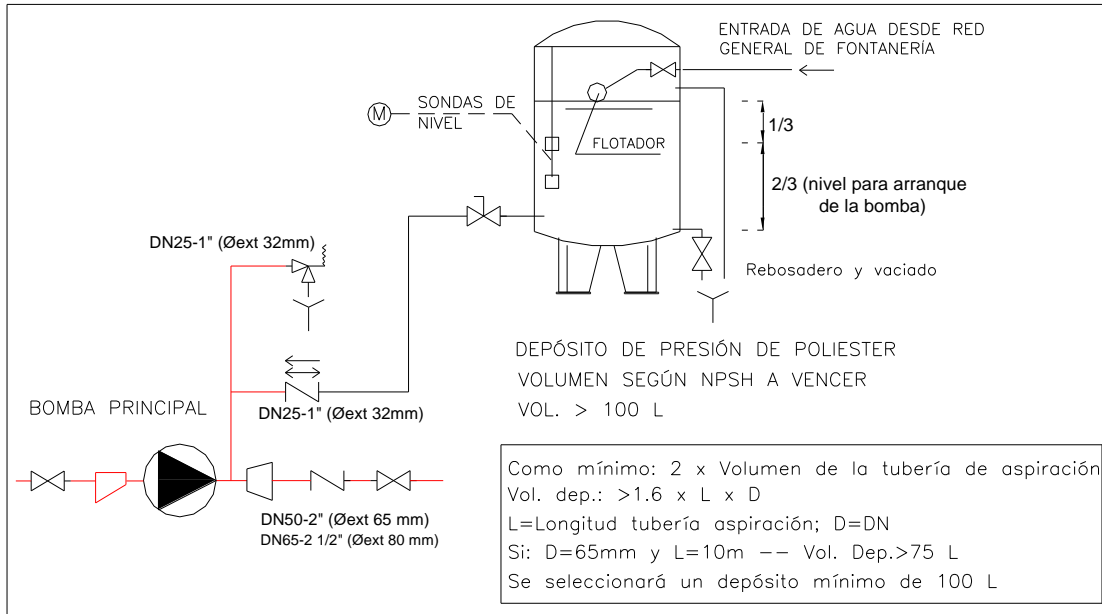 ENTRADA DE AGUA DESDE RED
GENERAL DE FONTANERÍA
M
SONDAS DE
NIVEL
FLOTADOR
1/3
2/3 (nivel para arranque
de la bomba)
DN25-1" (Øext 32mm)
Rebosadero y vaciado
DEPÓSITO DE PRESIÓN DE POLIESTER
VOLUMEN SEGÚN NPSH A VENCER
VOL. > 100 L
BOMBA PRINCIPAL
DN25-1" (Øext 32mm)
DN50-2" (Øext 65 mm)
DN65-2 1/2" (Øext 80 mm)
Como mínimo: 2 x Volumen de la tubería de aspiración
Vol. dep.: >1.6 x L x D
L=Longitud tubería aspiración; D=DN
Si: D=65mm y L=10m –– Vol. Dep.>75 L
Se seleccionará un depósito mínimo de 100 L